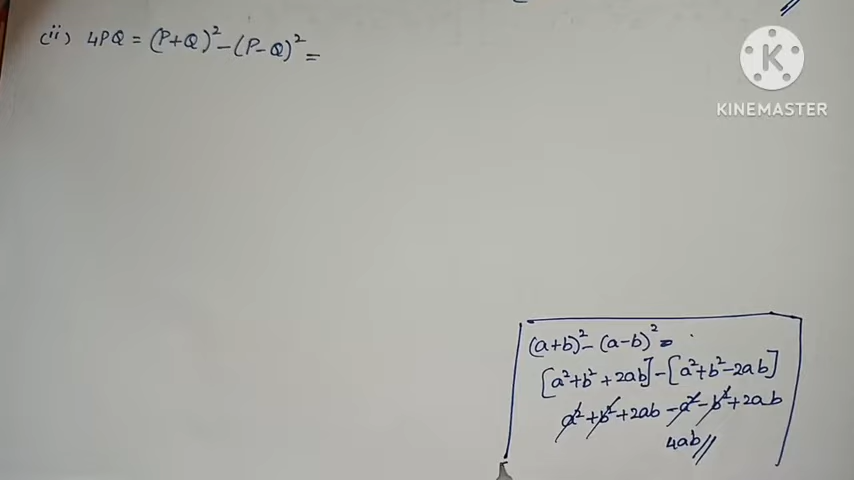 (ii) 4PQ = (P+Q)² - (P-Q)² =
KINEMASTER
(a+b)² - (a-b)² =
[a²+b²+2ab] - [a²+b²-2ab]
a²+b²+2ab - a²-b²+2ab
4ab//